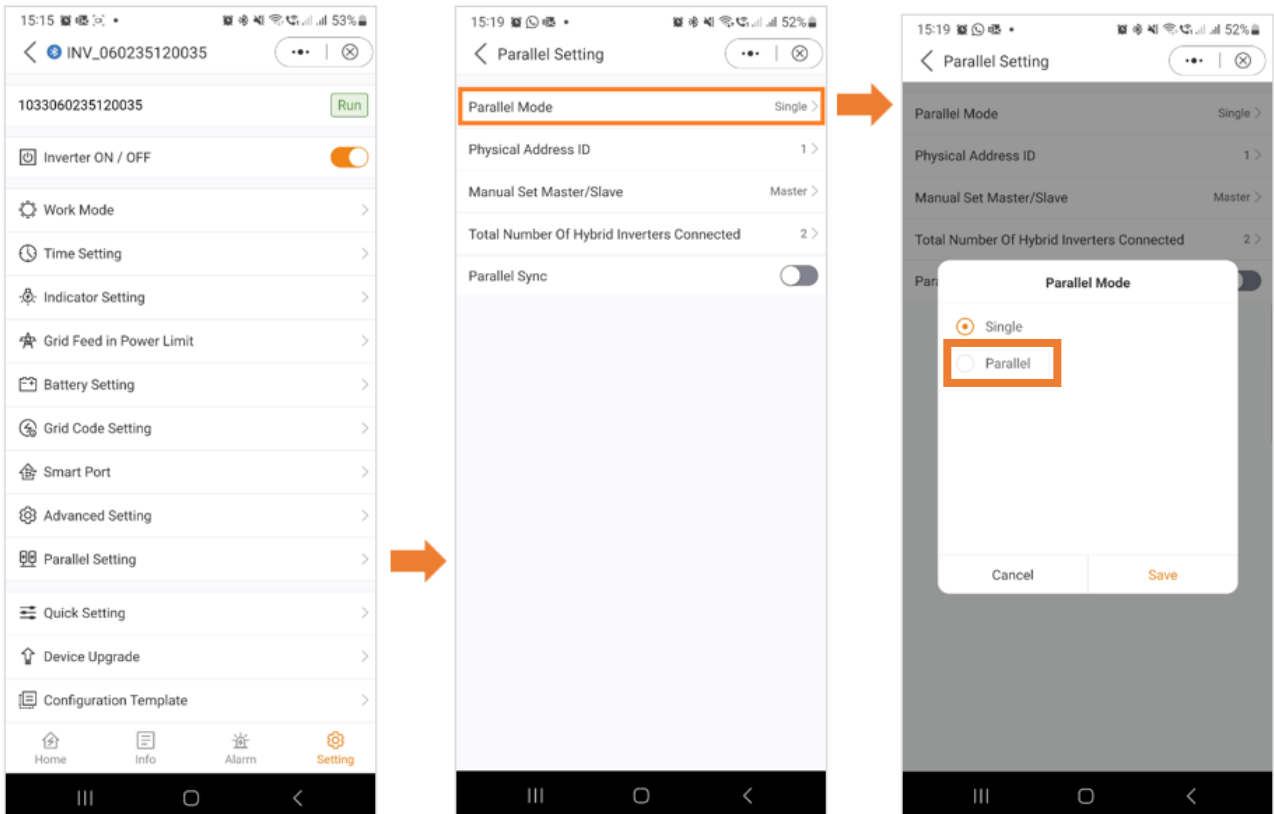 15:15 53%
INV_060235120035
1033060235120035 Run
Inverter ON / OFF
Work Mode
Time Setting
Indicator Setting
Grid Feed in Power Limit
Battery Setting
Grid Code Setting
Smart Port
Advanced Setting
Parallel Setting
Quick Setting
Device Upgrade
Configuration Template
Home Info Alarm Setting
15:19 52%
Parallel Setting
Parallel Mode Single
Physical Address ID 1
Manual Set Master/Slave Master
Total Number Of Hybrid Inverters Connected 2
Parallel Sync
15:19 52%
Parallel Setting
Parallel Mode Single
Physical Address ID 1
Manual Set Master/Slave Master
Total Number Of Hybrid Inverters Connected 2
Para
Parallel Mode
Single
Parallel
Cancel Save